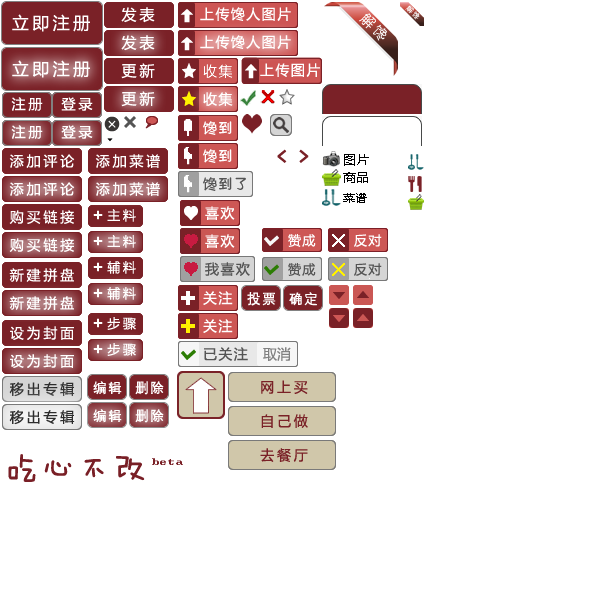 立即注册
发表
上传馋人图片
解馋
解馋
发表
上传馋人图片
立即注册
更新
收集
上传图片
更新
收集
注册 登录
注册 登录
馋到
添加评论
添加菜谱
馋到
图片
添加评论
添加菜谱
馋到了
商品
菜谱
购买链接
+ 主料
喜欢
购买链接
+ 主料
喜欢
赞成
反对
新建拼盘
+ 辅料
我喜欢
赞成
反对
新建拼盘
+ 辅料
关注
投票
确定
设为封面
+ 步骤
关注
设为封面
+ 步骤
已关注 取消
移出专辑
编辑
删除
网上买
移出专辑
编辑
删除
自己做
去餐厅
吃心不改 beta